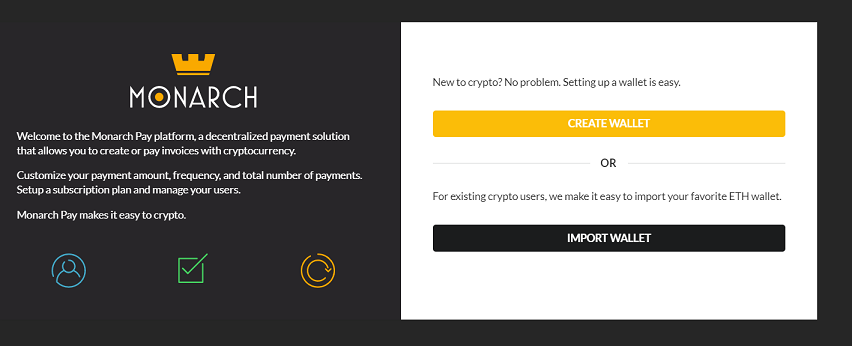 MONARCH
Welcome to the Monarch Pay platform, a decentralized payment solution
that allows you to create or pay invoices with cryptocurrency.
Customize your payment amount, frequency, and total number of payments.
Setup a subscription plan and manage your users.
Monarch Pay makes it easy to crypto.
New to crypto? No problem. Setting up a wallet is easy.
CREATE WALLET
OR
For existing crypto users, we make it easy to import your favorite ETH wallet.
IMPORT WALLET